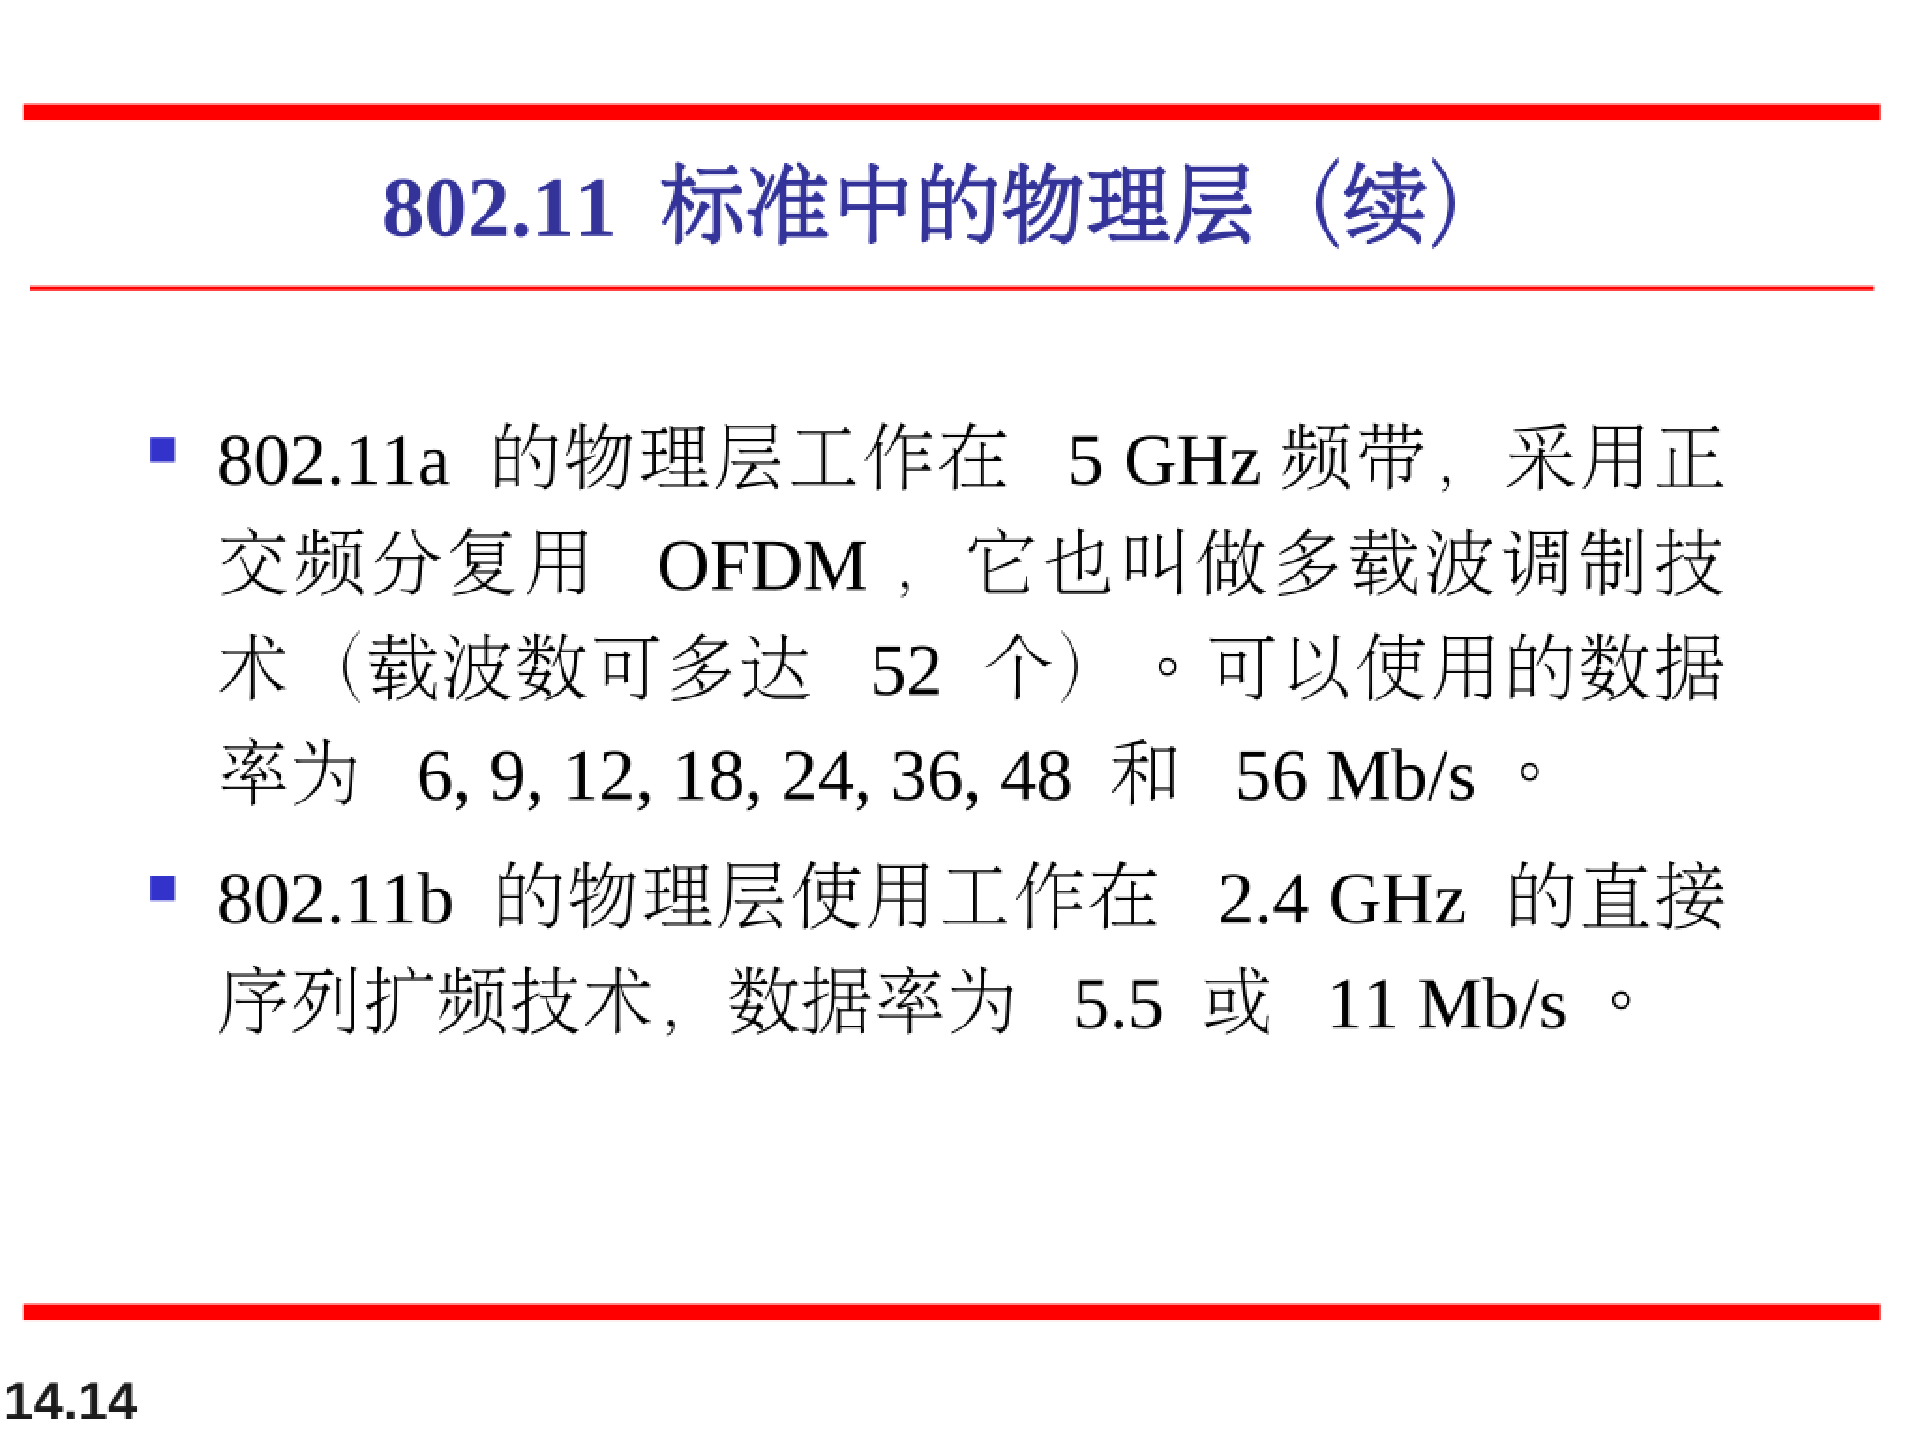 802.11 标准中的物理层（续）
802.11a 的物理层工作在 5 GHz 频带，采用正
交频分复用 OFDM ，它也叫做多载波调制技
术（载波数可多达 52 个）。可以使用的数据
率为 6, 9, 12, 18, 24, 36, 48 和 56 Mb/s 。
802.11b 的物理层使用工作在 2.4 GHz 的直接
序列扩频技术，数据率为 5.5 或 11 Mb/s 。
14.14